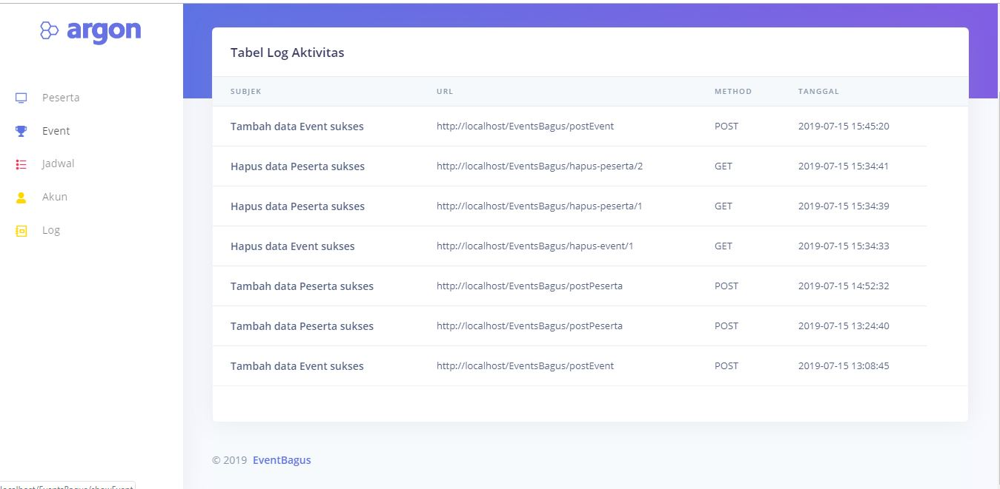 argon
Peserta
Event
Jadwal
Akun
Log
Tabel Log Aktivitas
SUBJEK URL METHOD TANGGAL
Tambah data Event sukses http://localhost/EventsBagus/postEvent POST 2019-07-15 15:45:20
Hapus data Peserta sukses http://localhost/EventsBagus/hapus-peserta/2 GET 2019-07-15 15:34:41
Hapus data Peserta sukses http://localhost/EventsBagus/hapus-peserta/1 GET 2019-07-15 15:34:39
Hapus data Event sukses http://localhost/EventsBagus/hapus-event/1 GET 2019-07-15 15:34:33
Tambah data Peserta sukses http://localhost/EventsBagus/postPeserta POST 2019-07-15 14:52:32
Tambah data Peserta sukses http://localhost/EventsBagus/postPeserta POST 2019-07-15 13:24:40
Tambah data Event sukses http://localhost/EventsBagus/postEvent POST 2019-07-15 13:08:45
© 2019 EventBagus
localhost/EventsBagus/showEvent